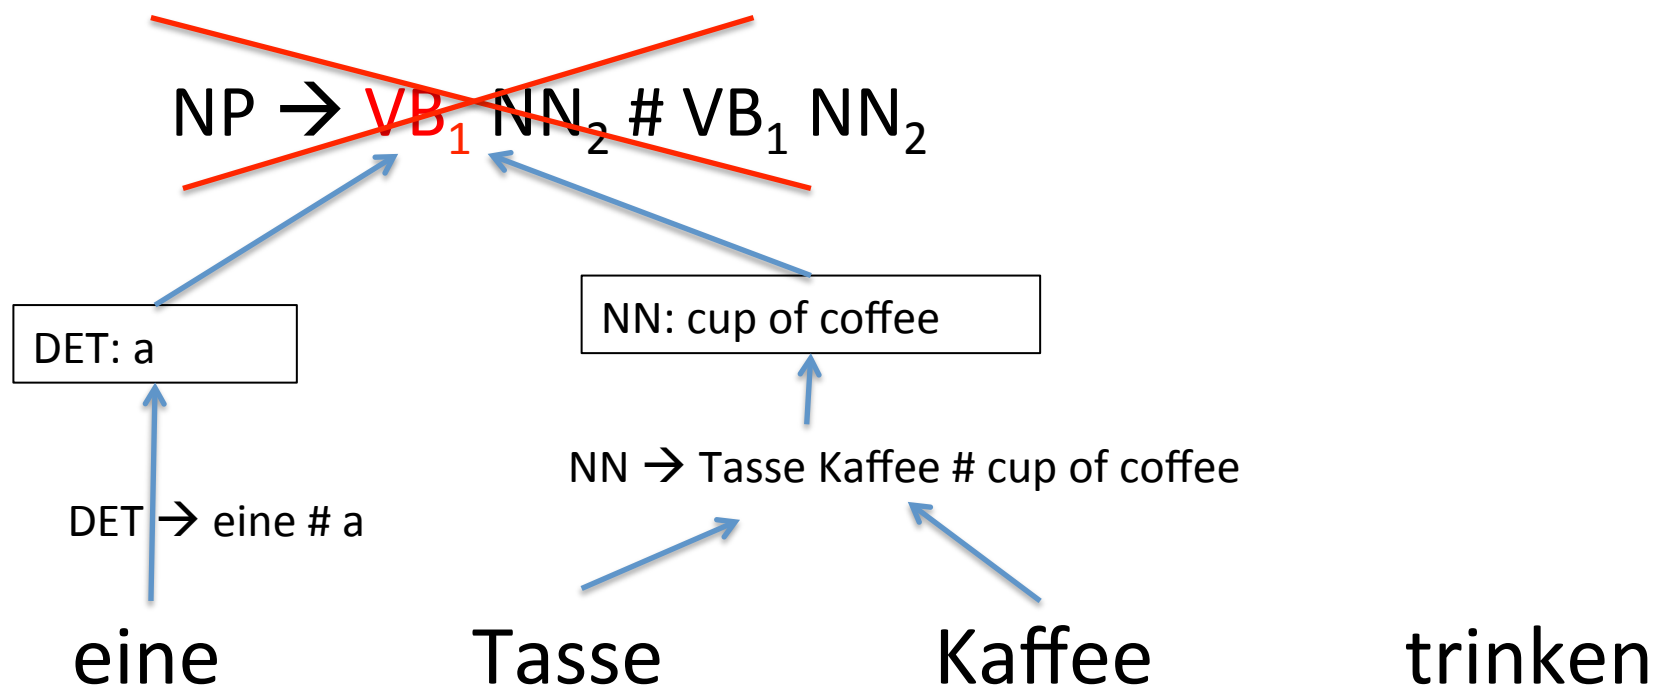 NP → VB₁ NN₂ # VB₁ NN₂
DET: a
NN: cup of coffee
NN → Tasse Kaffee # cup of coffee
DET → eine # a
eine Tasse Kaffee trinken